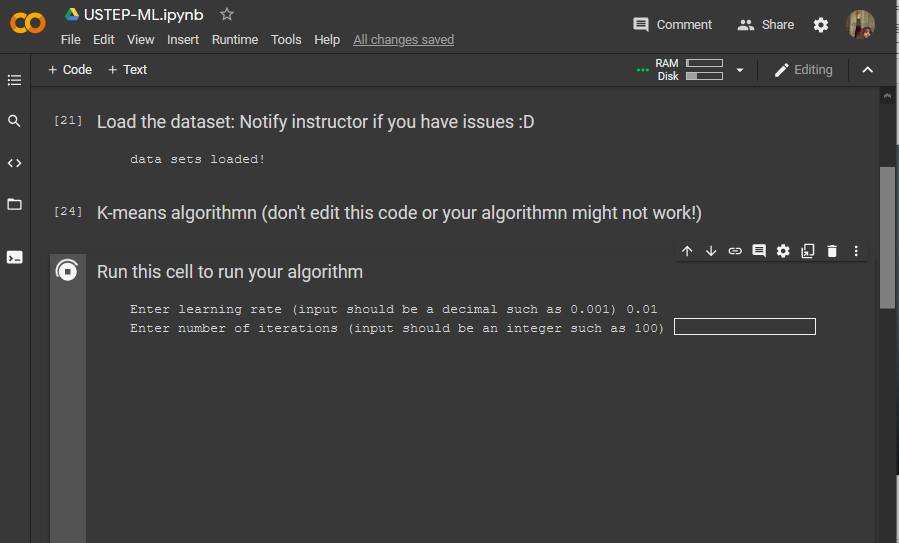 USTEP-ML.ipynb
File Edit View Insert Runtime Tools Help All changes saved
Comment
Share
+ Code + Text
RAM
Disk
Editing
[21] Load the dataset: Notify instructor if you have issues :D
data sets loaded!
[24] K-means algorithmn (don't edit this code or your algorithmn might not work!)
Run this cell to run your algorithm
Enter learning rate (input should be a decimal such as 0.001) 0.01
Enter number of iterations (input should be an integer such as 100)